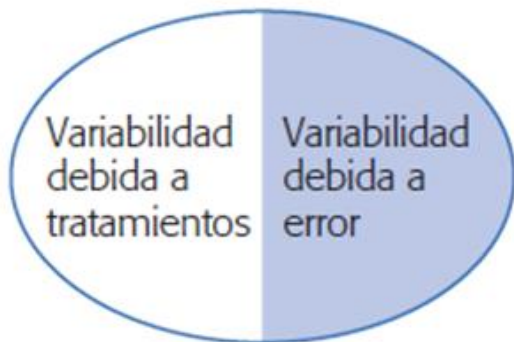 Variabilidad
debida a
tratamientos
Variabilidad
debida a
error